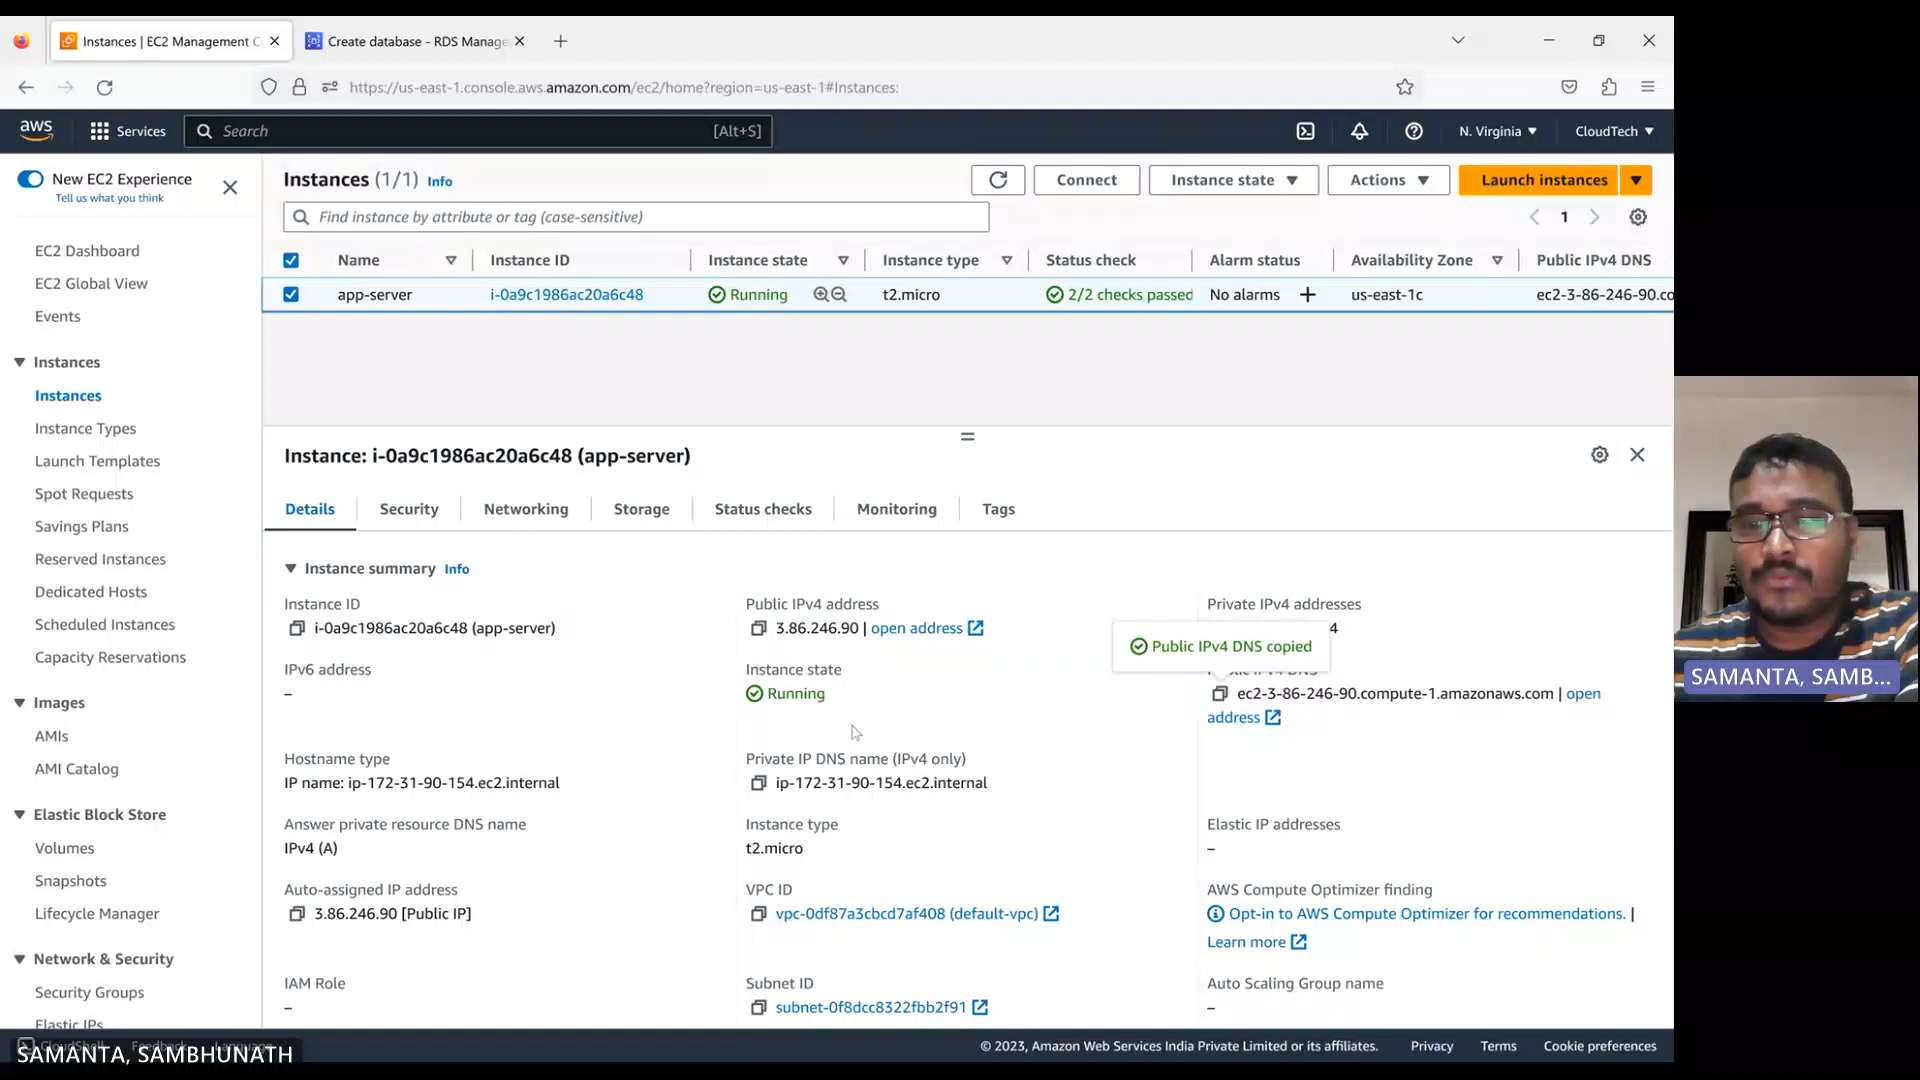 Instances | EC2 Management C
Create database - RDS Manage
https://us-east-1.console.aws.amazon.com/ec2/home?region=us-east-1#Instances:
aws
Services
Search
[Alt+S]
N. Virginia
CloudTech
New EC2 Experience
Tell us what you think
EC2 Dashboard
EC2 Global View
Events
Instances
Instances
Instance Types
Launch Templates
Spot Requests
Savings Plans
Reserved Instances
Dedicated Hosts
Scheduled Instances
Capacity Reservations
Images
AMIs
AMI Catalog
Elastic Block Store
Volumes
Snapshots
Lifecycle Manager
Network & Security
Security Groups
Elastic IPs
Instances (1/1) Info
Connect
Instance state
Actions
Launch instances
Find instance by attribute or tag (case-sensitive)
1
Name
Instance ID
Instance state
Instance type
Status check
Alarm status
Availability Zone
Public IPv4 DNS
app-server
i-0a9c1986ac20a6c48
Running
t2.micro
2/2 checks passed
No alarms
us-east-1c
ec2-3-86-246-90.co
Instance: i-0a9c1986ac20a6c48 (app-server)
Details
Security
Networking
Storage
Status checks
Monitoring
Tags
Instance summary Info
Instance ID
i-0a9c1986ac20a6c48 (app-server)
Public IPv4 address
3.86.246.90 | open address
Private IPv4 addresses
4
Public IPv4 DNS copied
IPv6 address
–
Instance state
Running
ec2-3-86-246-90.compute-1.amazonaws.com | open
address
Hostname type
IP name: ip-172-31-90-154.ec2.internal
Private IP DNS name (IPv4 only)
ip-172-31-90-154.ec2.internal
Answer private resource DNS name
IPv4 (A)
Instance type
t2.micro
Elastic IP addresses
–
Auto-assigned IP address
3.86.246.90 [Public IP]
VPC ID
vpc-0df87a3cbcd7af408 (default-vpc)
AWS Compute Optimizer finding
Opt-in to AWS Compute Optimizer for recommendations. |
Learn more
IAM Role
–
Subnet ID
subnet-0f8dcc8322fbb2f91
Auto Scaling Group name
–
CloudShell
Feedback
Language
SAMANTA, SAMBHUNATH
© 2023, Amazon Web Services India Private Limited or its affiliates.
Privacy
Terms
Cookie preferences
SAMANTA, SAMB...